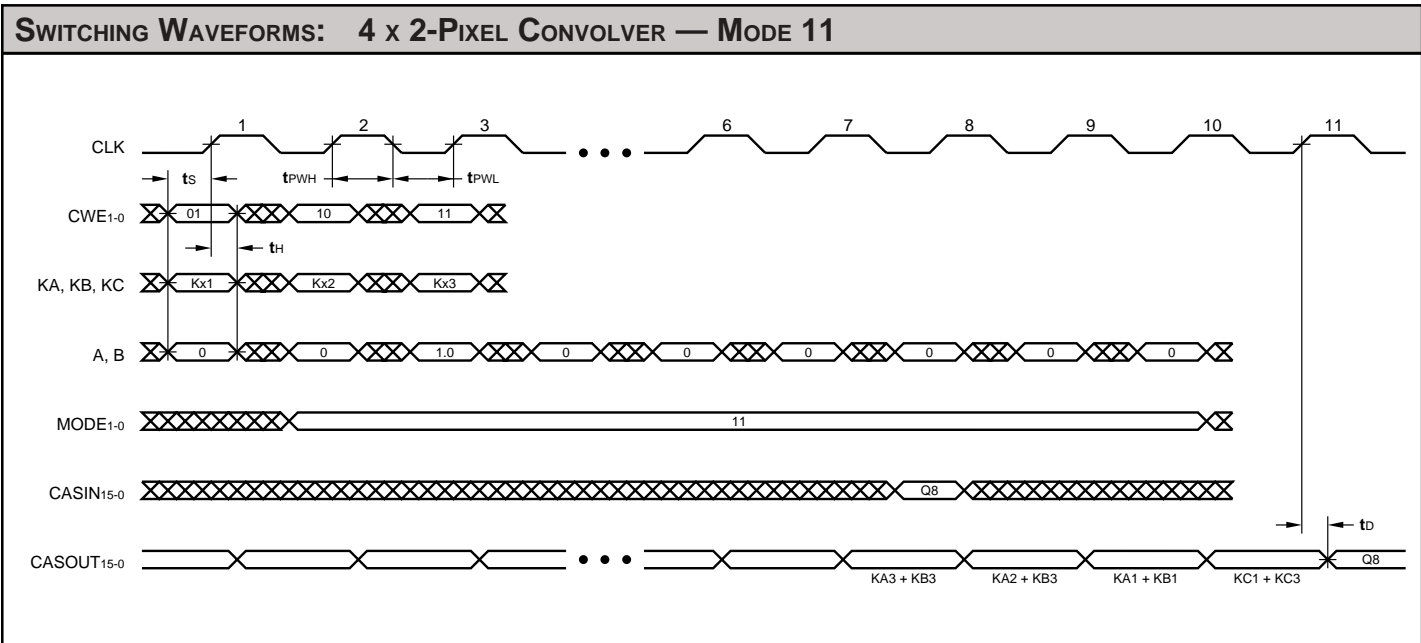 SWITCHING WAVEFORMS: 4 X 2-PIXEL CONVOLVER — MODE 11
1 2 3 6 7 8 9 10 11
CLK
tS tPWH tPWL
CWE1-0 01 10 11
tH
KA, KB, KC Kx1 Kx2 Kx3
A, B 0 0 1.0 0 0 0 0 0 0
MODE1-0 11
CASIN15-0 Q8
tD
CASOUT15-0 Q8
KA3 + KB3 KA2 + KB3 KA1 + KB1 KC1 + KC3